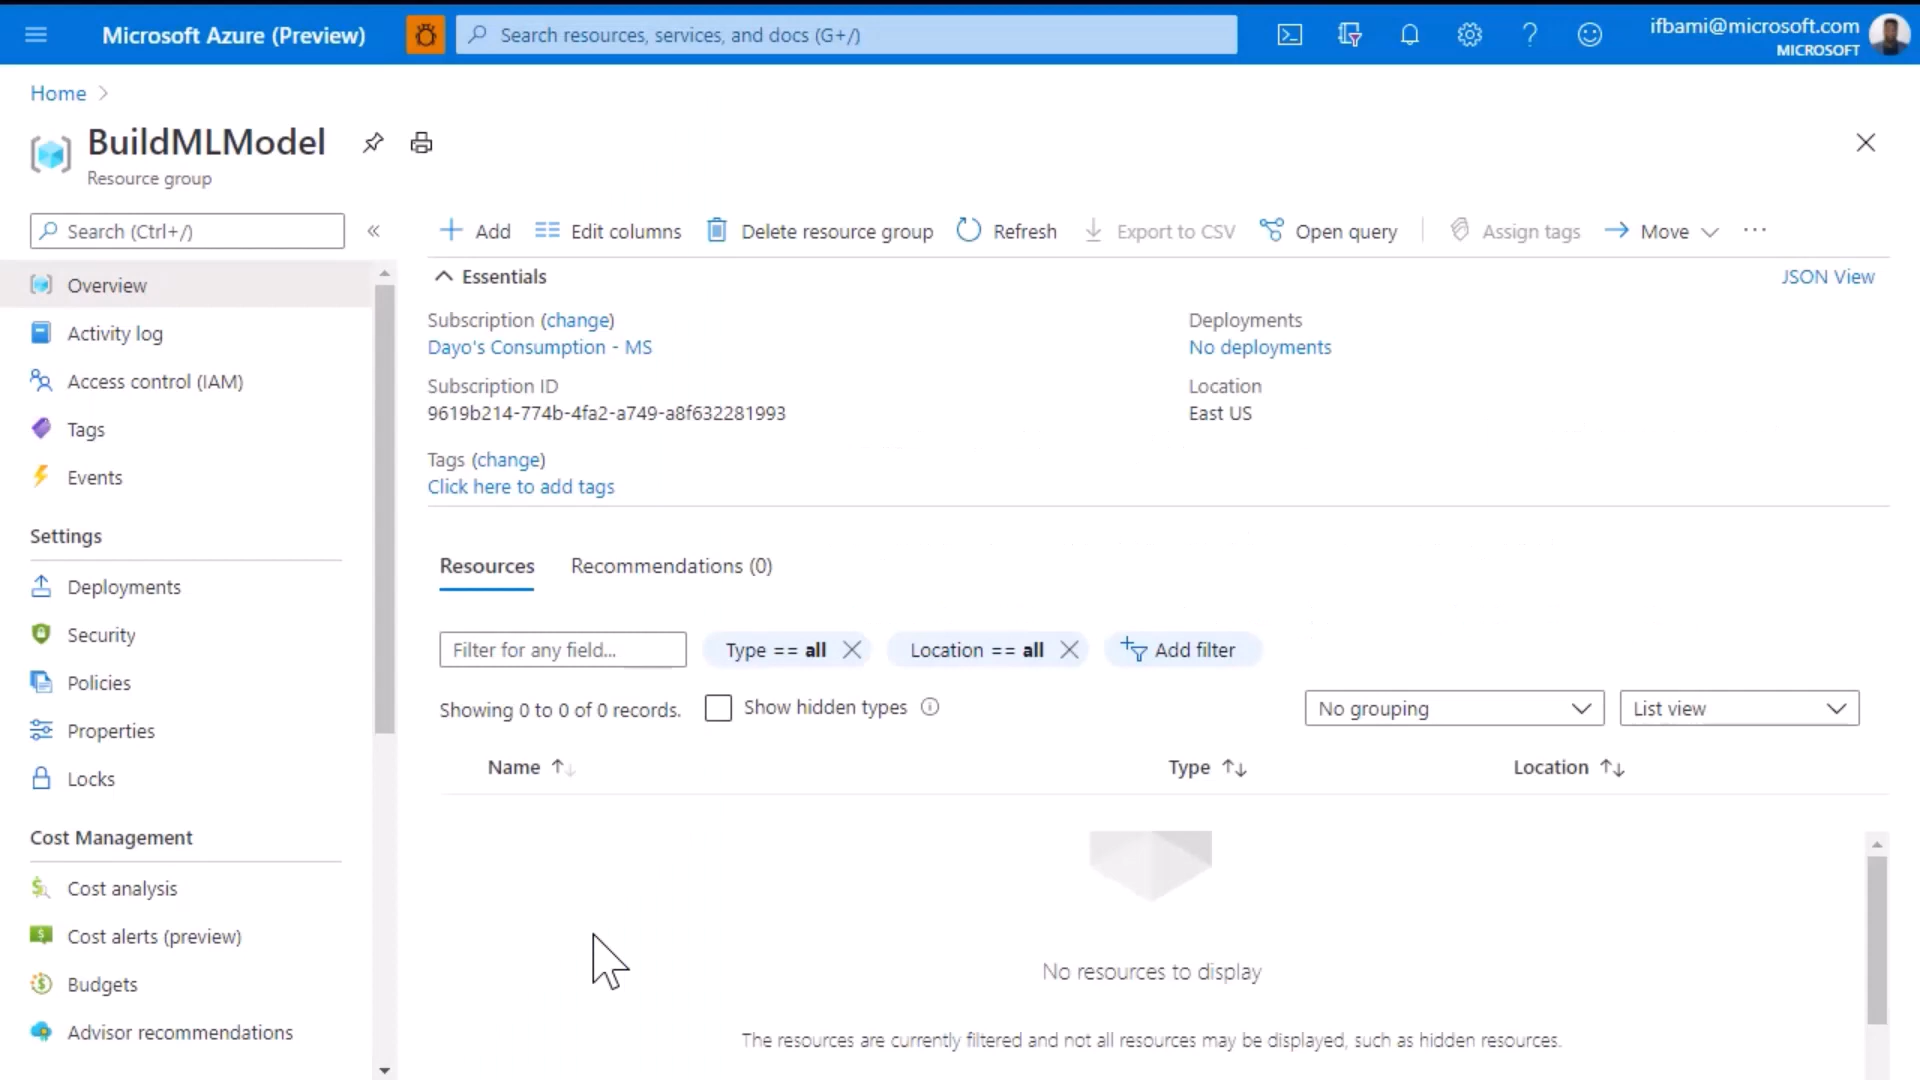 Microsoft Azure (Preview)
Search resources, services, and docs (G+/)
ifbami@microsoft.com
MICROSOFT
Home
BuildMLModel
Resource group
Search (Ctrl+/)
Add
Edit columns
Delete resource group
Refresh
Export to CSV
Open query
Assign tags
Move
Overview
Activity log
Access control (IAM)
Tags
Events
Settings
Deployments
Security
Policies
Properties
Locks
Cost Management
Cost analysis
Cost alerts (preview)
Budgets
Advisor recommendations
Essentials
JSON View
Subscription (change)
Dayo's Consumption - MS
Subscription ID
9619b214-774b-4fa2-a749-a8f632281993
Tags (change)
Click here to add tags
Deployments
No deployments
Location
East US
Resources
Recommendations (0)
Filter for any field...
Type == all
Location == all
Add filter
Showing 0 to 0 of 0 records.
Show hidden types
No grouping
List view
Name
Type
Location
No resources to display
The resources are currently filtered and not all resources may be displayed, such as hidden resources.